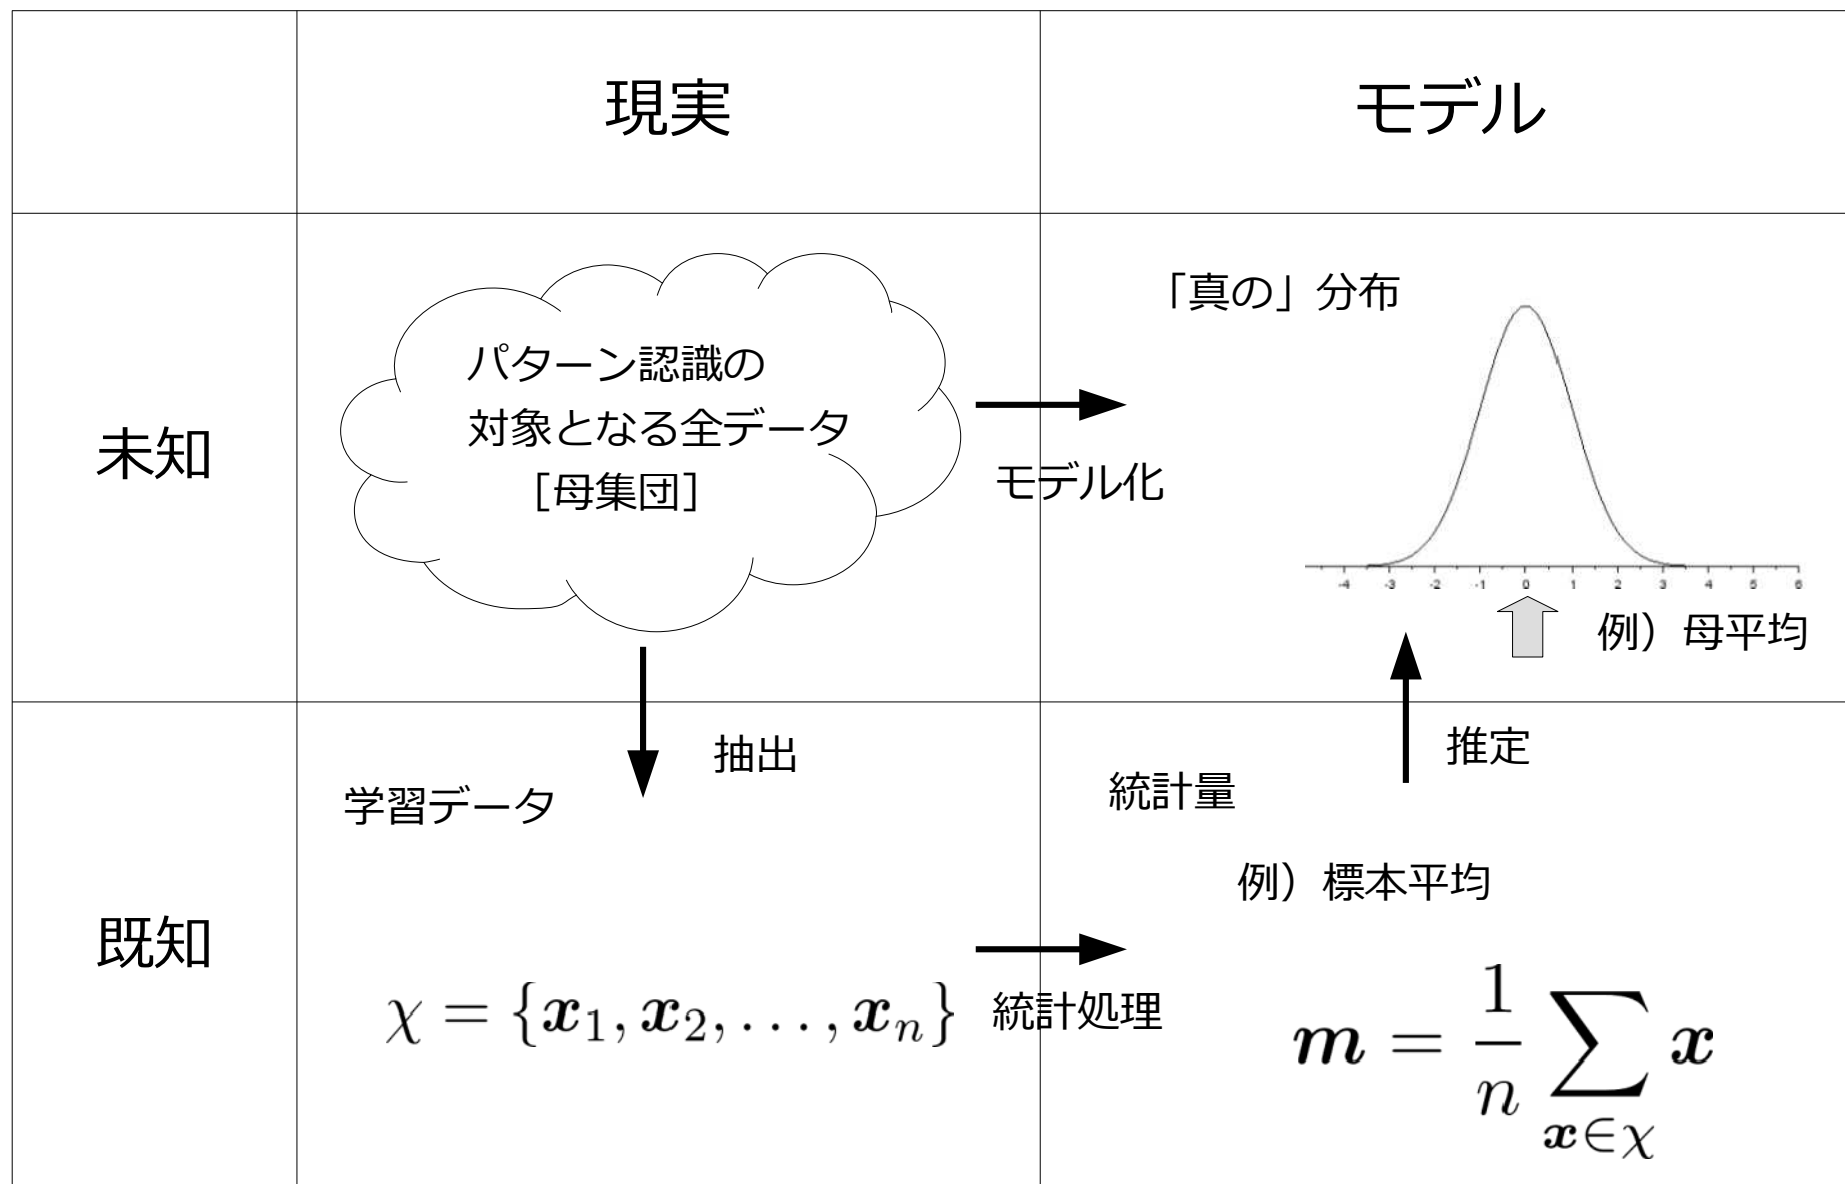 現実
モデル
未知
パターン認識の
対象となる全データ
［母集団］
モデル化
「真の」分布
-4 -3 -2 -1 0 1 2 3 4 5 6
例）母平均
抽出
推定
既知
学習データ
χ = {x₁, x₂, . . . , xₙ}
統計処理
統計量
例）標本平均
m = 1/n ∑ x
x∈χ